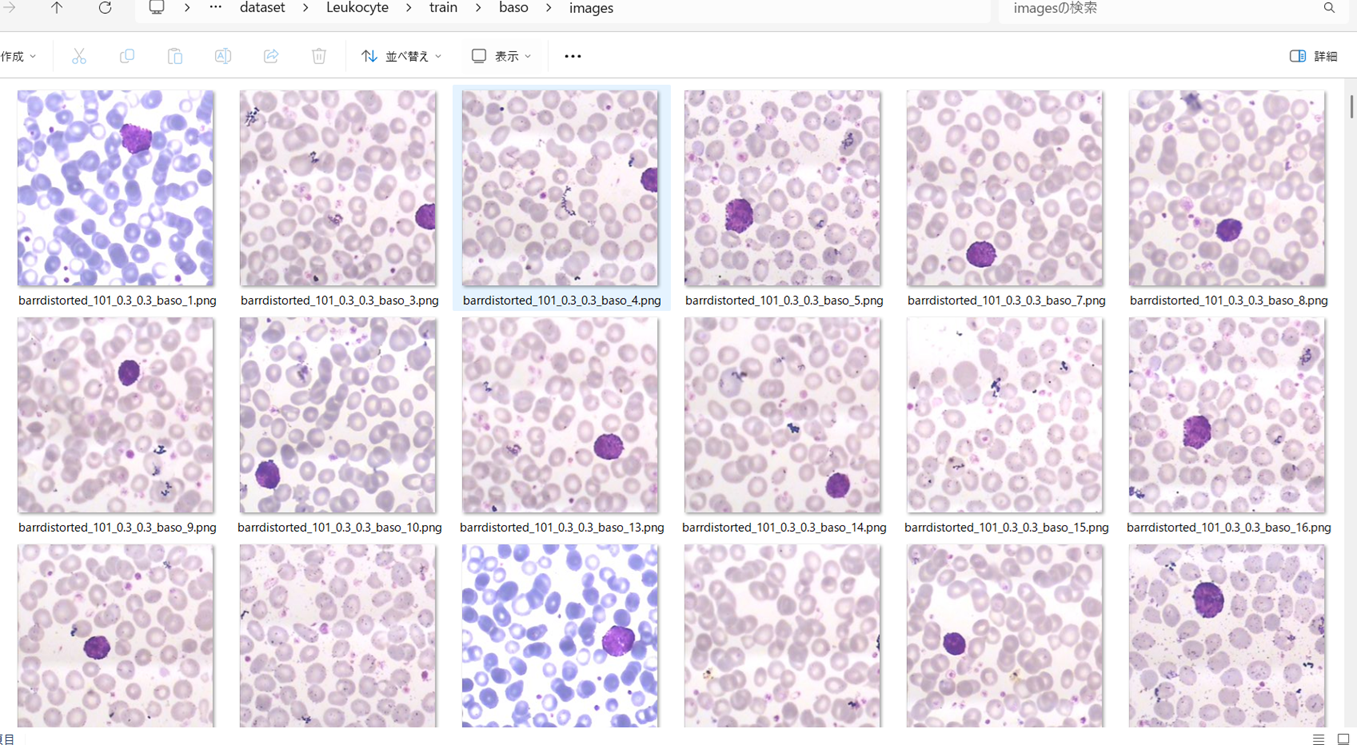 … dataset > Leukocyte > train > baso > images
imagesの検索
作成
並べ替え
表示
…
詳細
barrdistorted_101_0.3_0.3_baso_1.png
barrdistorted_101_0.3_0.3_baso_3.png
barrdistorted_101_0.3_0.3_baso_4.png
barrdistorted_101_0.3_0.3_baso_5.png
barrdistorted_101_0.3_0.3_baso_7.png
barrdistorted_101_0.3_0.3_baso_8.png
barrdistorted_101_0.3_0.3_baso_9.png
barrdistorted_101_0.3_0.3_baso_10.png
barrdistorted_101_0.3_0.3_baso_13.png
barrdistorted_101_0.3_0.3_baso_14.png
barrdistorted_101_0.3_0.3_baso_15.png
barrdistorted_101_0.3_0.3_baso_16.png
目